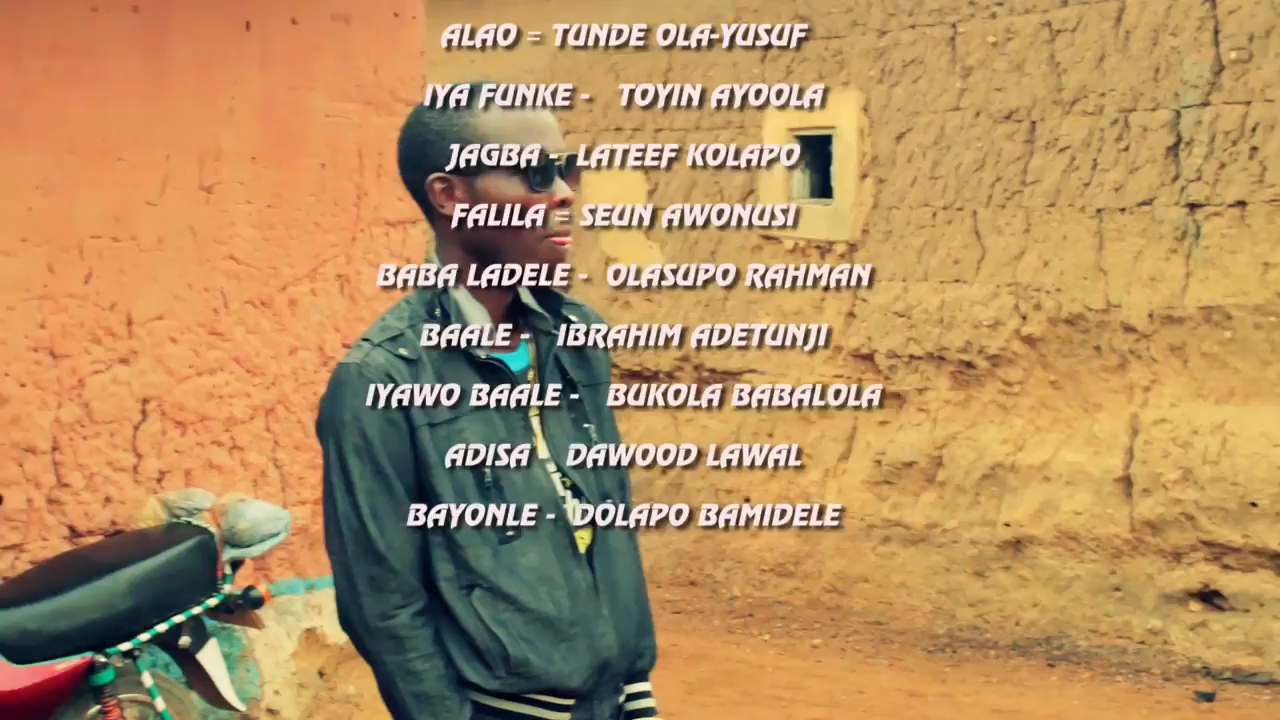 ALAO = TUNDE OLA-YUSUF
IYA FUNKE - TOYIN AYOOLA
JAGBA - LATEEF KOLAPO
FALILA = SEUN AWONUSI
BABA LADELE - OLASUPO RAHMAN
BAALE - IBRAHIM ADETUNJI
IYAWO BAALE - BUKOLA BABALOLA
ADISA - DAWOOD LAWAL
BAYONLE - DOLAPO BAMIDELE